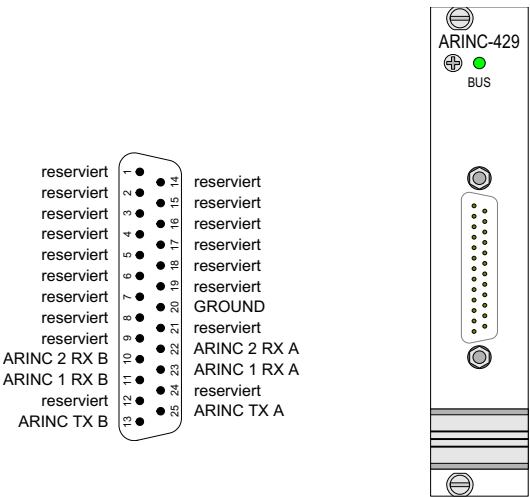 ARINC-429
BUS
reserviert 1
14 reserviert
reserviert 2
15 reserviert
reserviert 3
16 reserviert
reserviert 4
17 reserviert
reserviert 5
18 reserviert
reserviert 6
19 reserviert
reserviert 7
20 GROUND
reserviert 8
21 reserviert
reserviert 9
22 ARINC 2 RX A
ARINC 2 RX B 10
23 ARINC 1 RX A
ARINC 1 RX B 11
24 reserviert
reserviert 12
25 ARINC TX A
ARINC TX B 13